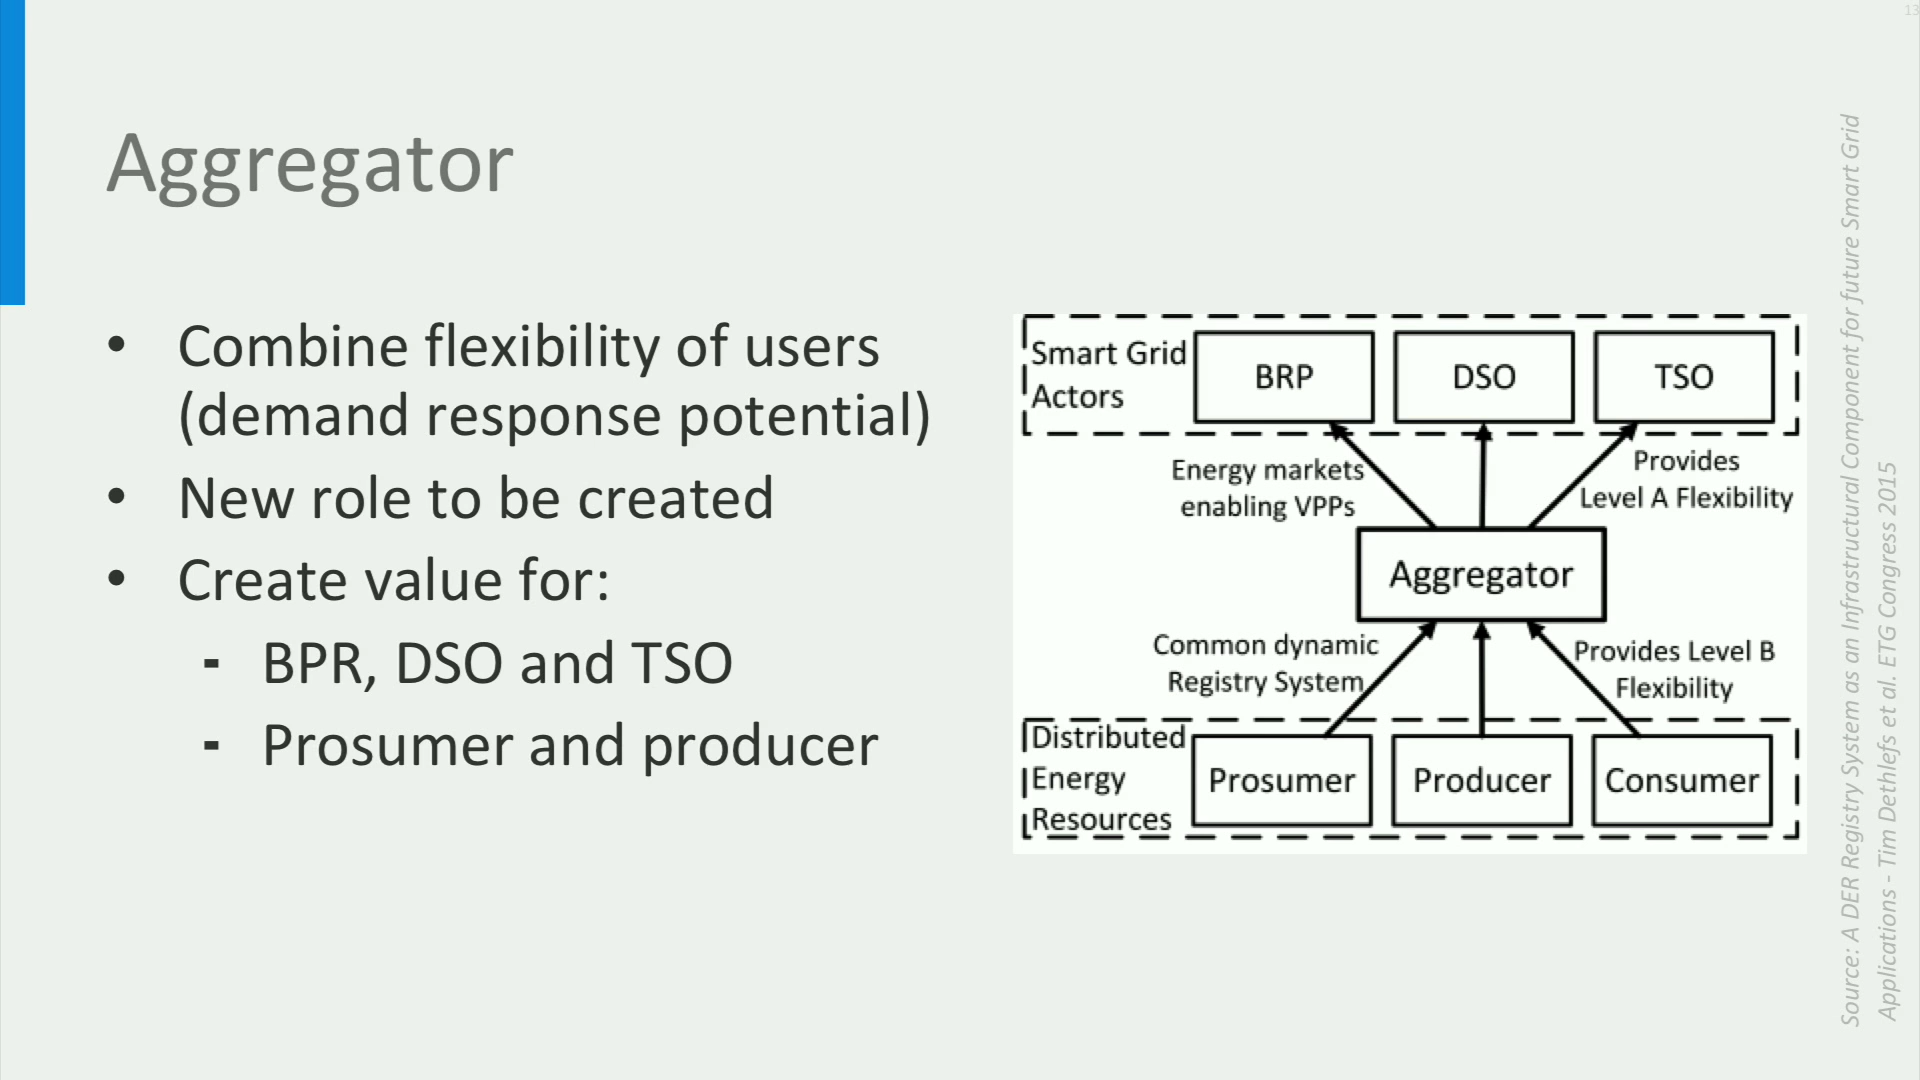 13
Aggregator
• Combine flexibility of users
(demand response potential)
• New role to be created
• Create value for:
- BPR, DSO and TSO
- Prosumer and producer
Smart Grid
Actors
BRP
DSO
TSO
Energy markets
enabling VPPs
Provides
Level A Flexibility
Aggregator
Common dynamic
Registry System
Provides Level B
Flexibility
Distributed
Energy
Resources
Prosumer
Producer
Consumer
Source: A DER Registry System as an Infrastructural Component for future Smart Grid
Applications - Tim Dethlefs et al. ETG Congress 2015